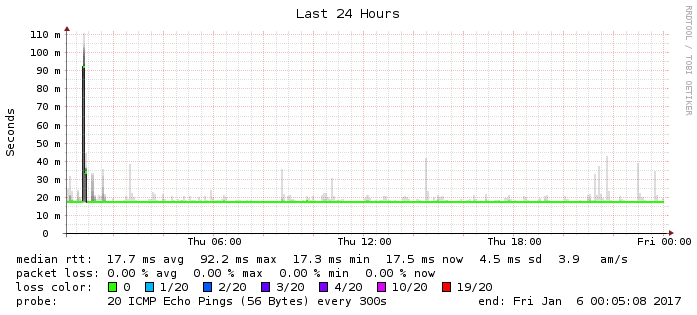 Last 24 Hours
RRDTOOL / TOBI OETIKER
Seconds
110 m
100 m
90 m
80 m
70 m
60 m
50 m
40 m
30 m
20 m
10 m
0
Thu 06:00 Thu 12:00 Thu 18:00 Fri 00:00
median rtt: 17.7 ms avg 92.2 ms max 17.3 ms min 17.5 ms now 4.5 ms sd 3.9 am/s
packet loss: 0.00 % avg 0.00 % max 0.00 % min 0.00 % now
loss color: 0 1/20 2/20 3/20 4/20 10/20 19/20
probe: 20 ICMP Echo Pings (56 Bytes) every 300s end: Fri Jan 6 00:05:08 2017